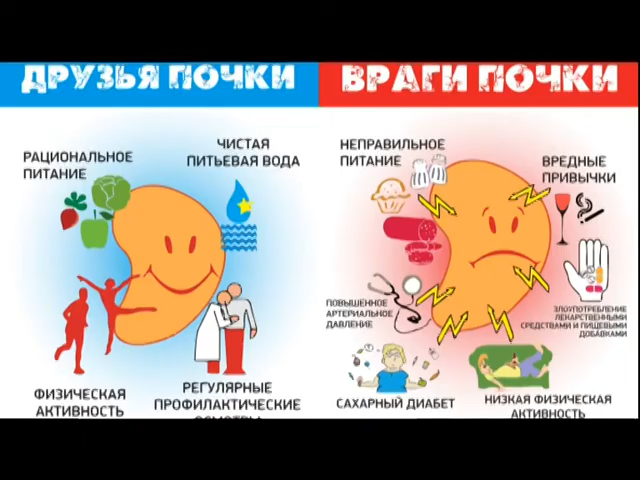 ДРУЗЬЯ ПОЧКИ
РАЦИОНАЛЬНОЕ
ПИТАНИЕ
ЧИСТАЯ
ПИТЬЕВАЯ ВОДА
ФИЗИЧЕСКАЯ
АКТИВНОСТЬ
РЕГУЛЯРНЫЕ
ПРОФИЛАКТИЧЕСКИЕ
ВРАГИ ПОЧКИ
НЕПРАВИЛЬНОЕ
ПИТАНИЕ
ВРЕДНЫЕ
ПРИВЫЧКИ
ПОВЫШЕННОЕ
АРТЕРИАЛЬНОЕ
ДАВЛЕНИЕ
ЗЛОУПОТРЕБЛЕНИЕ
ЛЕКАРСТВЕННЫМИ
СРЕДСТВАМИ И ПИЩЕВЫМИ
ДОБАВКАМИ
САХАРНЫЙ ДИАБЕТ
НИЗКАЯ ФИЗИЧЕСКАЯ
АКТИВНОСТЬ